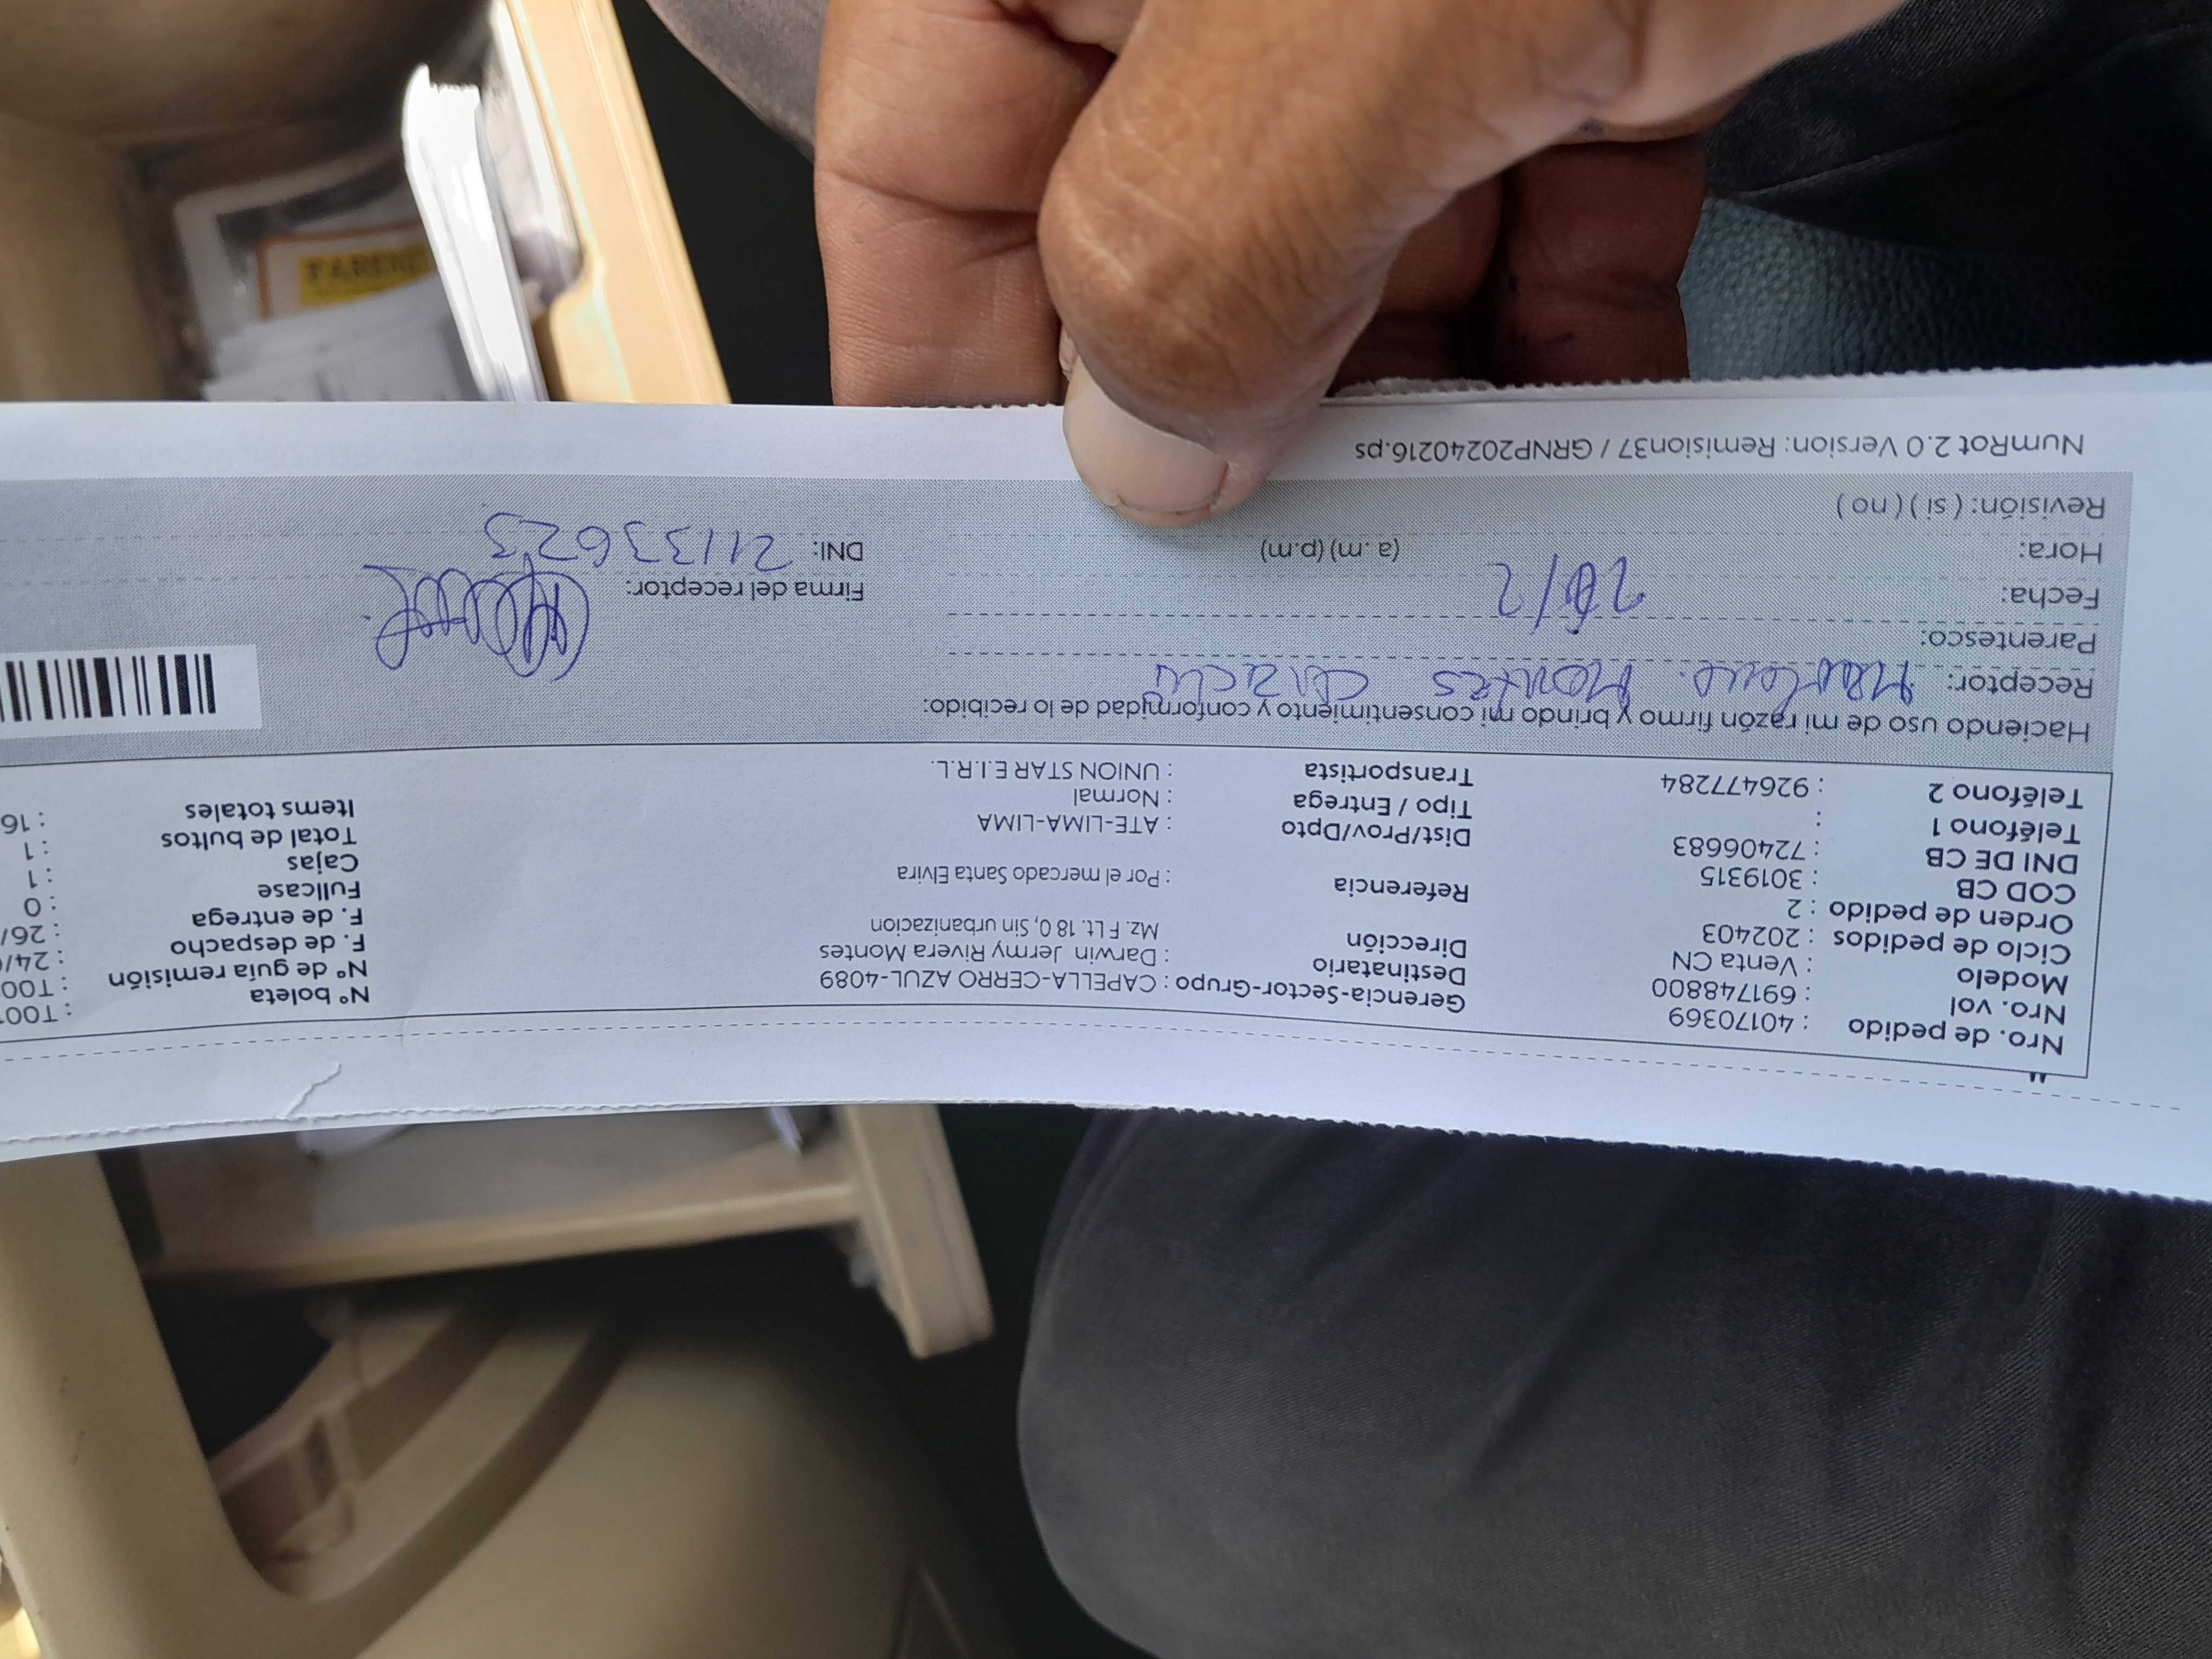 Nro. de pedido : 40170369
Nro. vol : 691748800
Modelo : Venta CN
Ciclo de pedidos : 202403
Orden de pedido : 2
COD CB : 3019315
DNI DE CB : 72406683
Teléfono 1 :
Teléfono 2 : 926477284
Gerencia-Sector-Grupo : CAPELLA-CERRO AZUL-4089
Destinatario : Darwin Jermy Rivera Montes
Dirección Mz. F Lt. 18 0, Sin urbanizacion
Referencia : Por el mercado Santa Elvira
Dist/Prov/Dpto : ATE-LIMA-LIMA
Tipo / Entrega : Normal
Transportista : UNION STAR E.I.R.L.
N° boleta : T001
N° de guía remisión : T00
F. de despacho : 24/
F. de entrega : 26/
Fullcase : 0
Cajas : 1
Total de bultos : 1
Items totales : 16
Haciendo uso de mi razón firmo y brindo mi consentimiento y conformidad de lo recibido:
Receptor: Montes
Parentesco:
Fecha: 26/2
Hora: (a.m) (p.m)
Revisión: ( si ) ( no )
Firma del receptor:
DNI: 21133623
NumRot 2.0 Version: Remision37 / GRNP20240216.ps